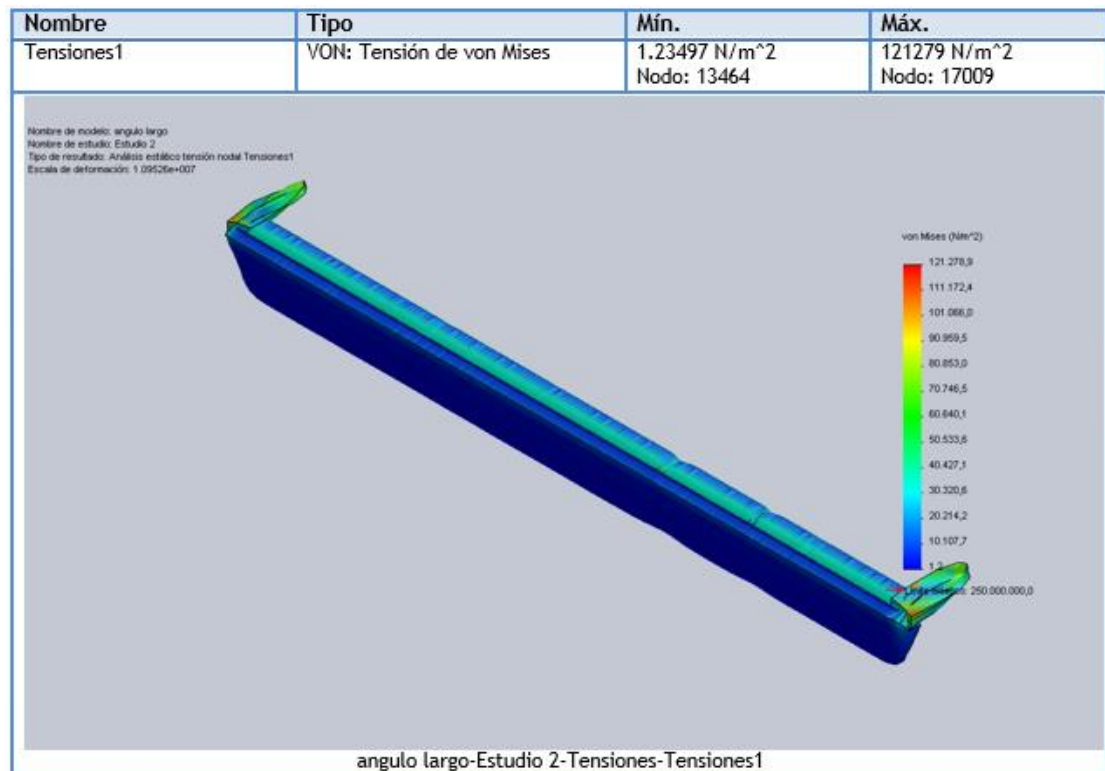 Nombre Tipo Mín. Máx.
Tensiones1 VON: Tensión de von Mises 1.23497 N/m^2 121279 N/m^2
Nodo: 13464 Nodo: 17009
Nombre de modelo: angulo largo
Nombre de estudio: Estudio 2
Tipo de resultado: Análisis estático tensión nodal Tensiones1
Escala de deformación: 1.09526e+007
von Mises (N/m^2)
121.278,9
111.172,4
101.066,0
90.959,5
80.853,0
70.746,5
60.640,1
50.533,6
40.427,1
30.320,6
20.214,2
10.107,7
1,2
250.000.000,0
angulo largo-Estudio 2-Tensiones-Tensiones1